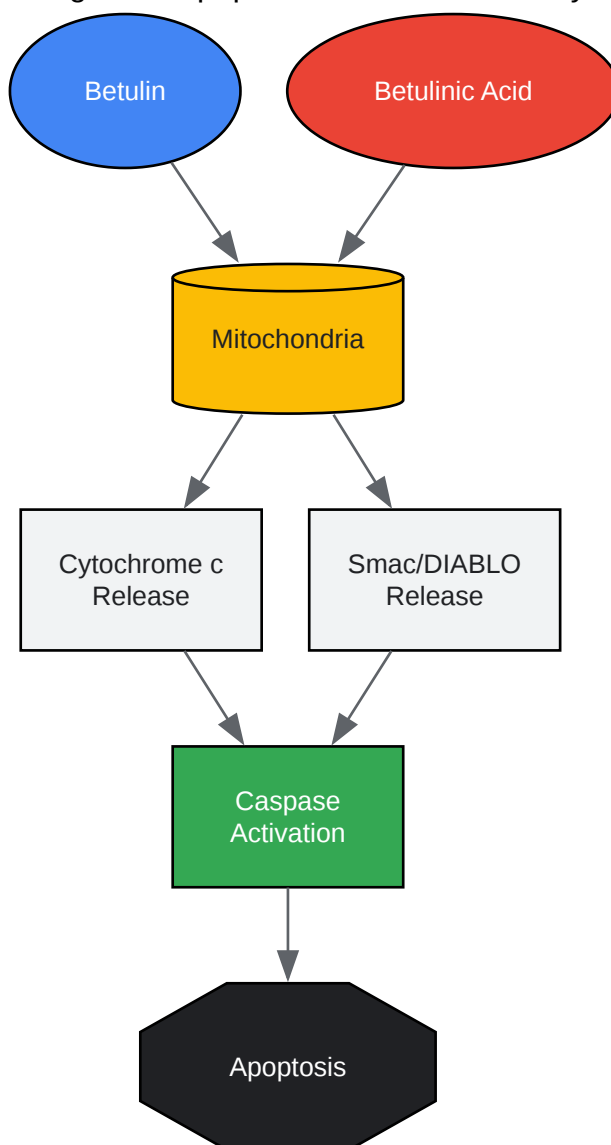 Betulin
Betulinic Acid
Mitochondria
Cytochrome c
Release
Smac/DIABLO
Release
Caspase
Activation
Apoptosis